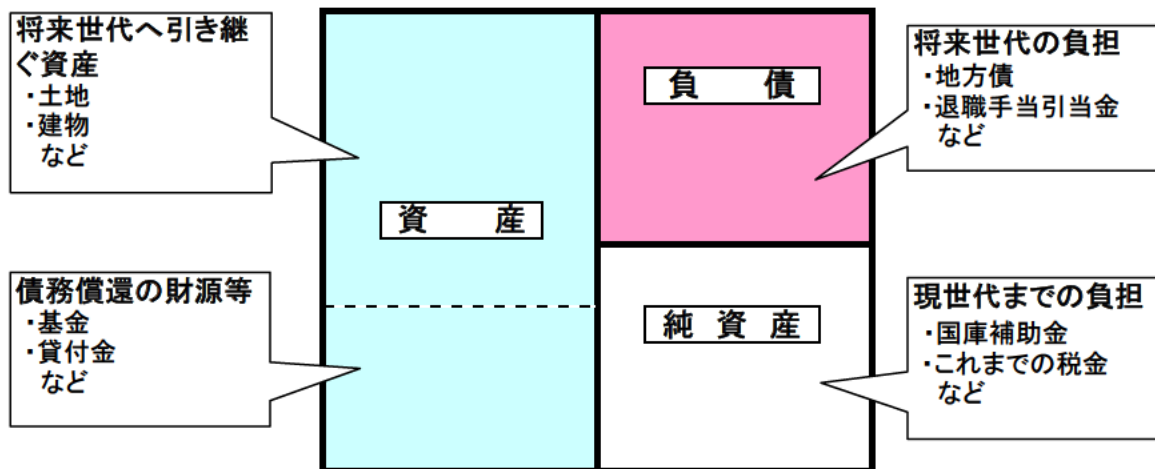 将来世代へ引き継
ぐ資産
・土地
・建物
など
債務償還の財源等
・基金
・貸付金
など
資　産
負　債
純 資 産
将来世代の負担
・地方債
・退職手当引当金
など
現世代までの負担
・国庫補助金
・これまでの税金
など